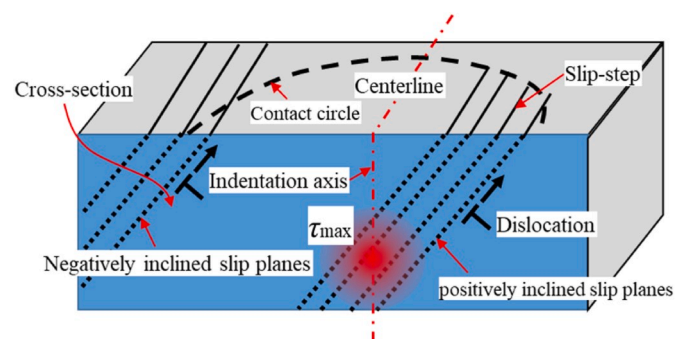 Cross-section
Centerline
Slip-step
Contact circle
Indentation axis
τmax
Dislocation
Negatively inclined slip planes
positively inclined slip planes